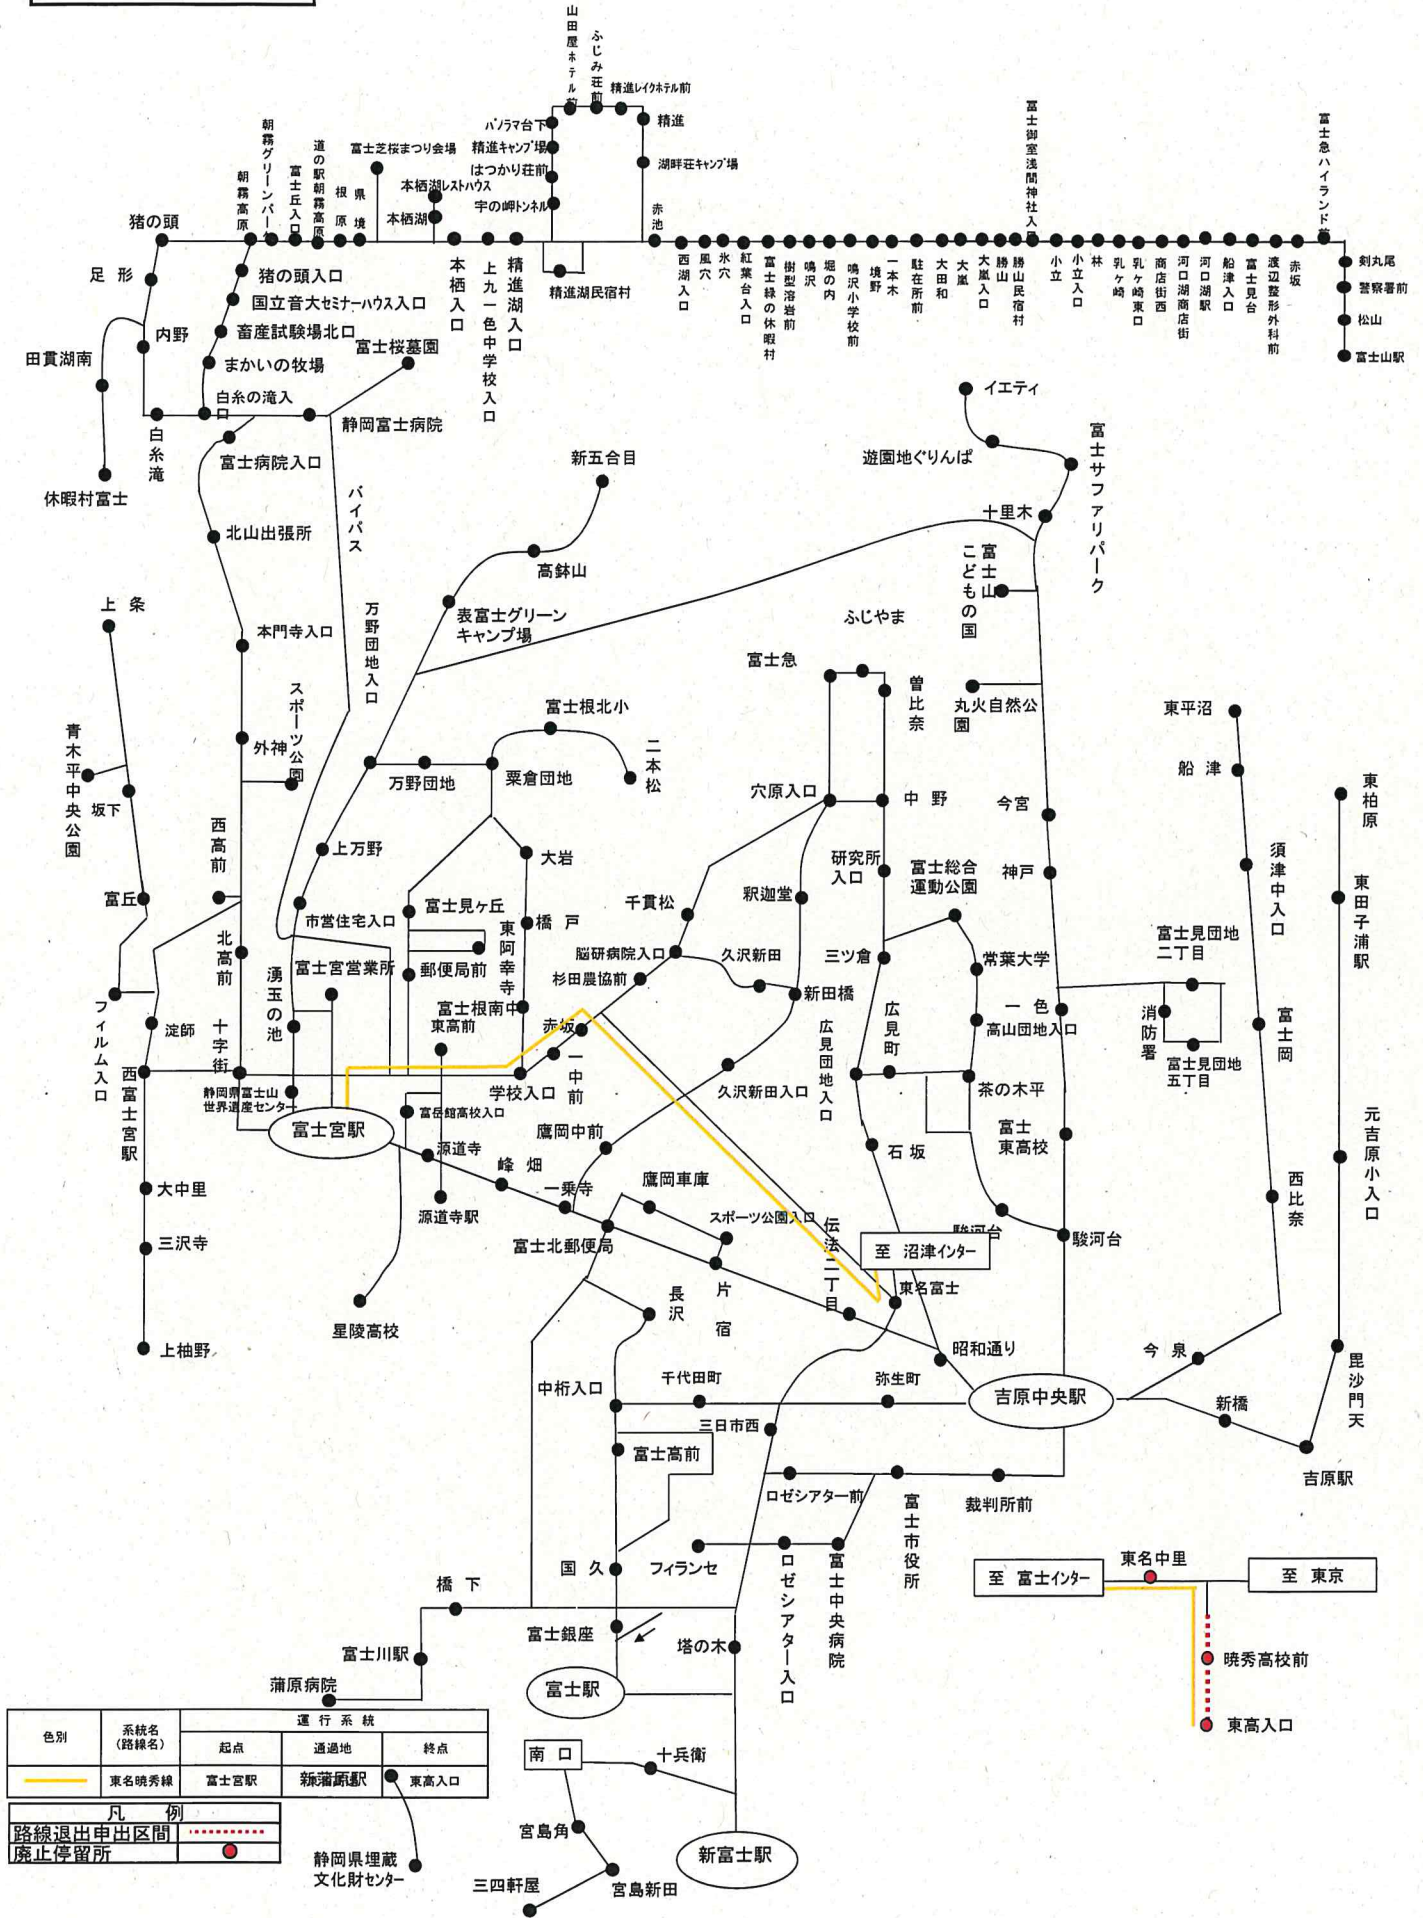 山田屋ホテル前
ふじみ荘前
精進レイクホテル前
パノラマ台下
精進
精進キャンプ場
湖畔荘キャンプ場
はつかり荘前
宇の岬トンネル
富士芝桜まつり会場
本栖湖レストハウス
本栖湖
猪の頭
朝霧高原
朝霧グリーンパーク
富士丘入口
道の駅朝霧高原
根原
県境
本栖入口
上九一色中学校入口
精進湖入口
精進湖民宿村
赤池
西湖入口
風穴
氷穴
紅葉台入口
富士緑の休暇村
樹型溶岩前
鳴沢
堀の内
鳴沢小学校前
境野
一本木
駐在所前
大田和
大嵐
大嵐入口
勝山
勝山民宿村
富士御室浅間神社入口
小立
小立入口
林
乳ヶ崎
乳ヶ崎東口
商店街西
河口湖商店街
河口湖駅
船津入口
富士見台
渡辺整形外科前
赤坂
富士急ハイランド前
剣丸尾
警察署前
松山
富士山駅
足形
猪の頭入口
国立音大セミナーハウス入口
畜産試験場北口
まかいの牧場
内野
田貫湖南
富士桜墓園
白糸の滝入口
静岡富士病院
白糸滝
富士病院入口
休暇村富士
バイパス
北山出張所
新五合目
高鉢山
表富士グリーン
キャンプ場
イエティ
遊園地ぐりんぱ
富士サファリパーク
十里木
富士山
こどもの国
上条
本門寺入口
万野団地入口
スポーツ公園
外神
青木平中央公園
坂下
富丘
フィルム入口
淀師
西高前
北高前
十字街
西富士宮駅
大中里
三沢寺
上柚野
富士根北小
二本松
万野団地
粟倉団地
上万野
大岩
市営住宅入口
富士見ヶ丘
橋戸
東阿幸寺
富士宮営業所
郵便局前
湧玉の池
富士根南中
東高前
静岡県富士山
世界遺産センター
富士宮駅
学校入口
赤坂
一中前
杉田農協前
脳研病院入口
千貫松
富岳館高校入口
源道寺
源道寺駅
星陵高校
峰畑
一乗寺
富士北郵便局
鷹岡中前
鷹岡車庫
スポーツ公園入口
片宿
久沢新田
久沢新田入口
新田橋
釈迦堂
ふじやま
富士急
曽比奈
穴原入口
中野
研究所
入口
三ツ倉
富士総合
運動公園
常葉大学
高山団地入口
広見町
広見団地入口
茶の木平
石坂
駿河台
丸火自然公園
今宮
神戸
一色
富士
東高校
駿河台
富士見団地
二丁目
消防署
富士見団地
五丁目
東平沼
船津
須津中入口
富士岡
西比奈
今泉
東柏原
東田子浦駅
元吉原小入口
毘沙門天
吉原駅
新橋
至 沼津インター
東名富士
伝法二丁目
昭和通り
吉原中央駅
長沢
中桁入口
千代田町
弥生町
三日市西
富士高前
ロゼシアター前
富士市役所
裁判所前
国久
フィランセ
ロゼシアター入口
富士中央病院
橋下
富士川駅
蒲原病院
富士銀座
富士駅
塔の木
南口
十兵衛
宮島角
宮島新田
三四軒屋
新富士駅
至 富士インター
東名中里
至 東京
暁秀高校前
東高入口
色別
系統名
(路線名)
運行系統
起点
通過地
終点
東名暁秀線
富士宮駅
新蒲原駅
東高入口
凡例
路線退出申出区間
廃止停留所
静岡県埋蔵
文化財センター